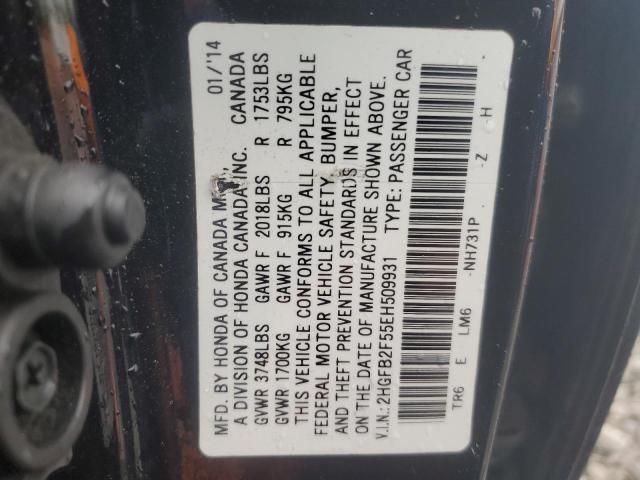 MFD. BY HONDA OF CANADA MFG., 01/'14
A DIVISION OF HONDA CANADA INC. CANADA
GVWR 3748LBS GAWR F 2018LBS R 1753LBS
GVWR 1700KG GAWR F 915KG R 795KG
THIS VEHICLE CONFORMS TO ALL APPLICABLE
FEDERAL MOTOR VEHICLE SAFETY, BUMPER,
AND THEFT PREVENTION STANDARDS IN EFFECT
ON THE DATE OF MANUFACTURE SHOWN ABOVE.
V.I.N.: 2HGFB2F55EH509931 TYPE: PASSENGER CAR
TR6 E LM6 -NH731P -Z -H